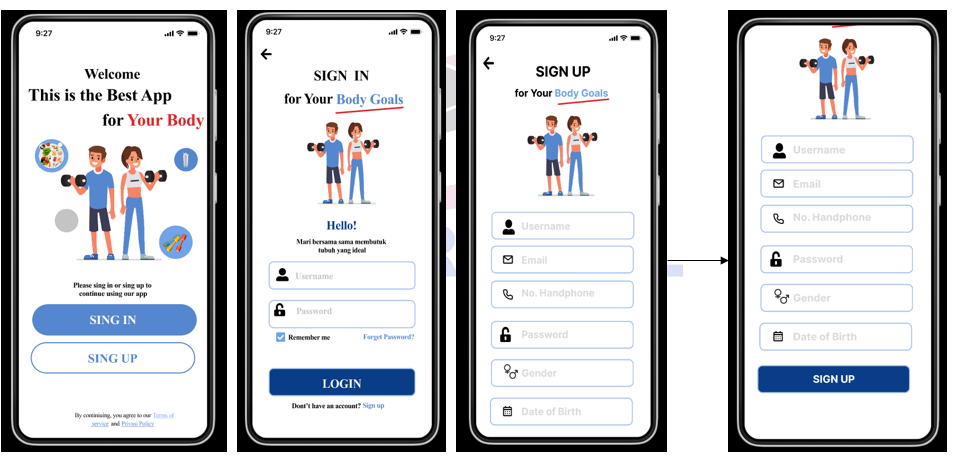 9:27
Welcome
This is the Best App
for Your Body
Please sing in or sing up to
continue using our app
SING IN
SING UP
By continiuing, you agree to our Terms of
service and Privasi Policy
9:27
SIGN IN
for Your Body Goals
Hello!
Mari bersama sama membutuk
tubuh yang ideal
Username
Password
Remember me Forget Password?
LOGIN
Dont't have an account? Sign up
9:27
SIGN UP
for Your Body Goals
Username
Email
No. Handphone
Password
Gender
Date of Birth
Username
Email
No. Handphone
Password
Gender
Date of Birth
SIGN UP